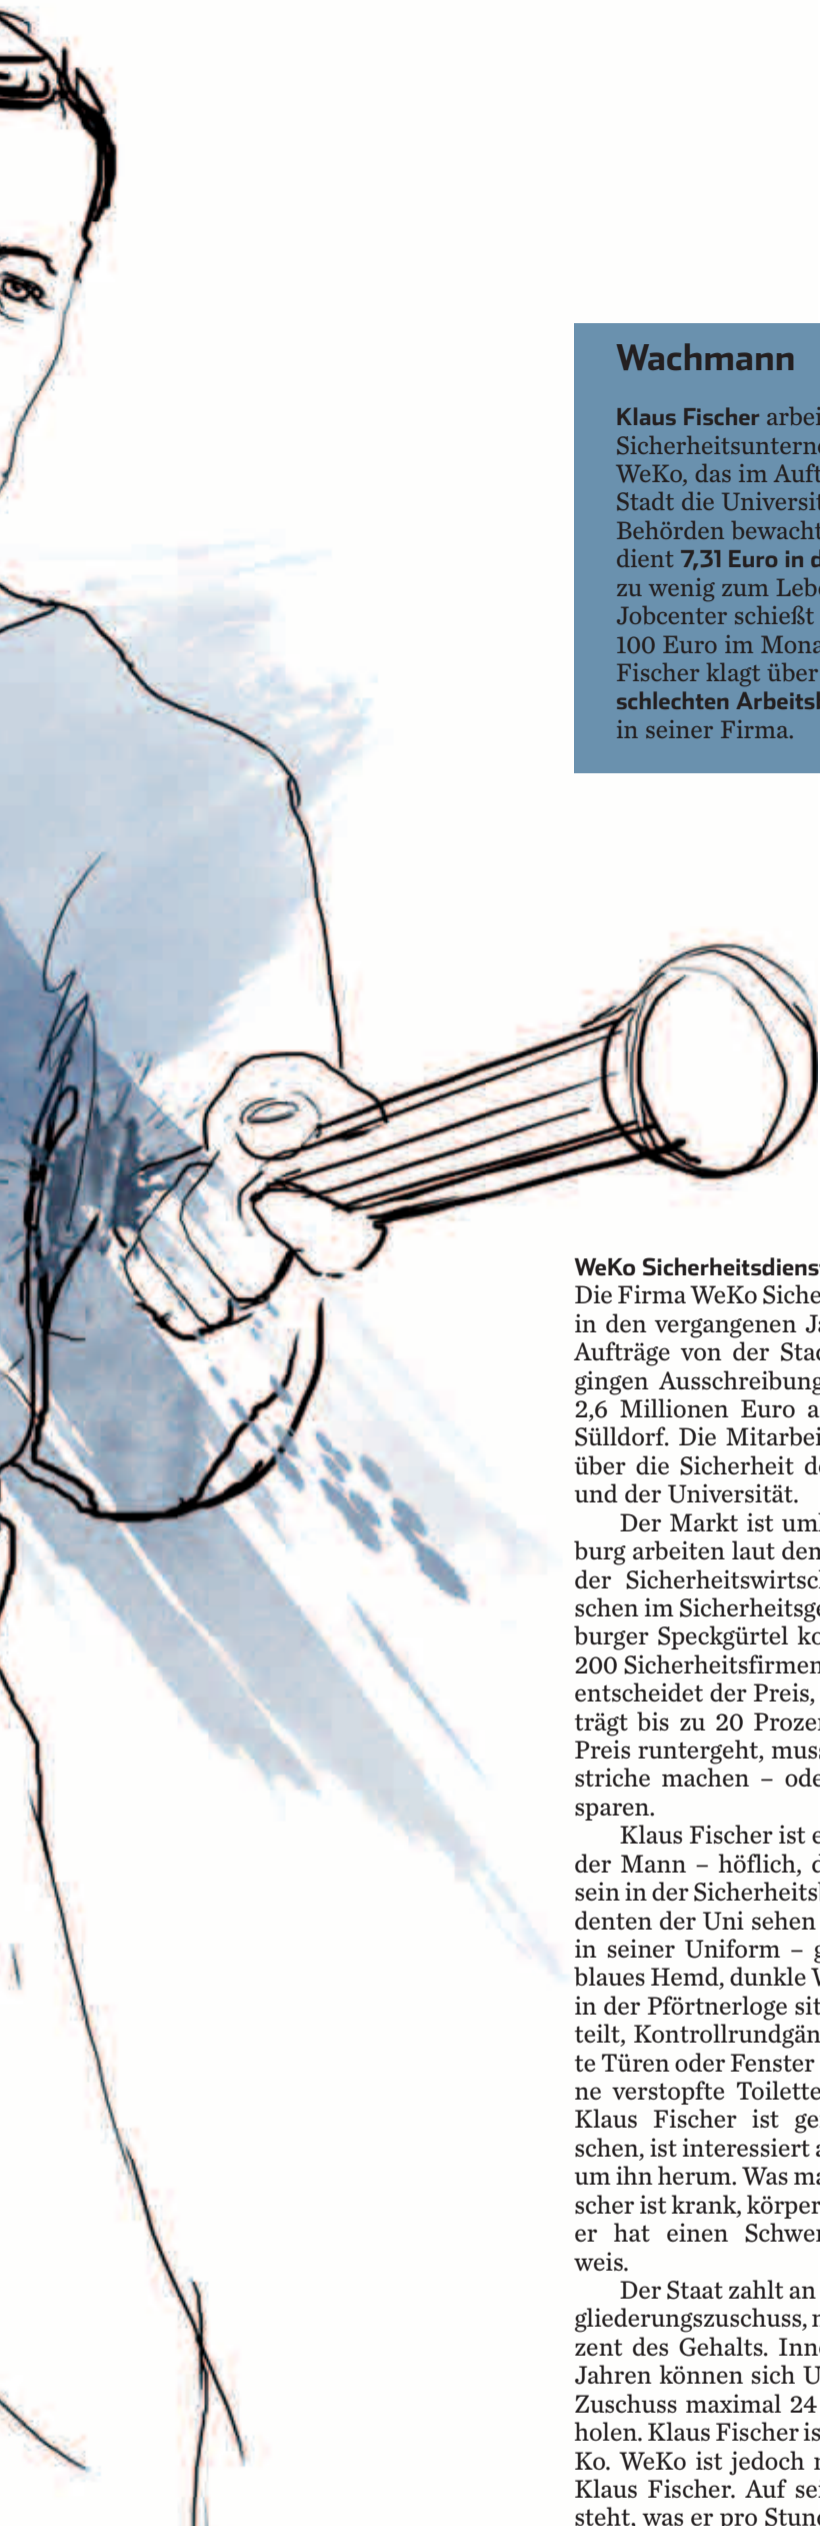 Wachmann
Klaus Fischer arbei
Sicherheitsunterne
WeKo, das im Auft
Stadt die Universit
Behörden bewacht
dient 7,31 Euro in d
zu wenig zum Lebe
Jobcenter schießt
100 Euro im Mona
Fischer klagt über
schlechten Arbeits
in seiner Firma.
WeKo Sicherheitsdienst
Die Firma WeKo Siche
in den vergangenen Ja
Aufträge von der Stad
gingen Ausschreibung
2,6 Millionen Euro a
Sülldorf. Die Mitarbei
über die Sicherheit de
und der Universität.
Der Markt ist um
burg arbeiten laut dem
der Sicherheitswirtsc
schen im Sicherheitsge
burger Speckgürtel ko
200 Sicherheitsfirmen
entscheidet der Preis,
trägt bis zu 20 Proze
Preis runtergeht, mus
striche machen – ode
sparen.
Klaus Fischer ist e
der Mann – höflich, d
sein in der Sicherheits
denten der Uni sehen
in seiner Uniform – g
blaues Hemd, dunkle W
in der Pförtnerloge sit
teilt, Kontrollrundgän
te Türen oder Fenster
ne verstopfte Toilette
Klaus Fischer ist ge
schen, ist interessiert a
um ihn herum. Was ma
scher ist krank, körper
er hat einen Schwer
weis.
Der Staat zahlt an
gliederungszuschuss, m
zent des Gehalts. Inne
Jahren können sich U
Zuschuss maximal 24
holen. Klaus Fischer is
Ko. WeKo ist jedoch n
Klaus Fischer. Auf sei
steht, was er pro Stund